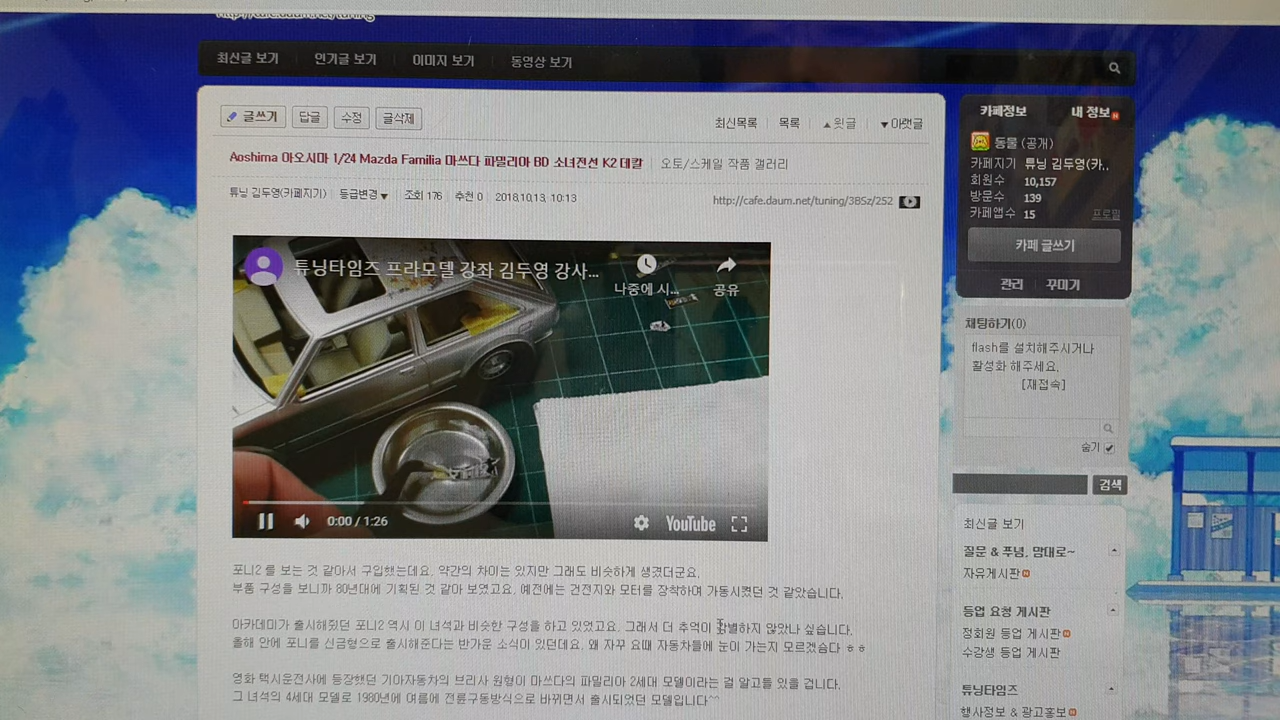 http://cafe.daum.net/tuning
최신글 보기 인기글 보기 이미지 보기 동영상 보기
글쓰기 답글 수정 글삭제
최신목록 목록 ▲윗글 ▼아랫글
Aoshima 아오시마 1/24 Mazda Familia 마쓰다 파밀리아 BD 소녀전선 K2 데칼 오토/스케일 작품 갤러리
튜닝 김두영(카페지기) 등급변경▼ 조회 176 추천 0 2018.10.13. 10:13
http://cafe.daum.net/tuning/38Sz/252
튜닝타임즈 프라모델 강좌 김두영 강사...
나중에 시... 공유
0:00 / 1:26
YouTube
포니2 를 보는 것 같아서 구입했는데요. 약간의 차이는 있지만 그래도 비슷하게 생겼더군요.
부품 구성을 보니까 80년대에 기획된 것 같아 보였고요. 예전에는 건전지와 모터를 장착하여 가동시켰던 것 같았습니다.
아카데미가 출시해줬던 포니2 역시 이 녀석과 비슷한 구성을 하고 있었고요. 그래서 더 추억이 각별하지 않았나 싶습니다.
올해 안에 포니를 신금형으로 출시해준다는 반가운 소식이 있던데요. 왜 자꾸 요때 자동차들에 눈이 가는지 모르겠습다 ㅎㅎ
영화 택시운전사에 등장했던 기아자동차의 브리사 원형이 마쓰다의 파밀리아 2세대 모델이라는 걸 알고들 있을 겁니다.
그 녀석의 4세대 모델로 1980년에 여름에 전륜구동방식으로 바뀌면서 출시되었던 모델입니다^^
카페정보 내 정보
동물 (공개)
카페지기 튜닝 김두영(카..
회원수 10,157
방문수 139
카페앱수 15
프로필
카페 글쓰기
관리 꾸미기
채팅하기(0)
flash를 설치해주시거나
활성화 해주세요.
[재접속]
숨기
검색
최신글 보기
질문 & 푸념, 맘대로~
자유게시판
등업 요청 게시판
정회원 등업 게시판
수강생 등업 게시판
튜닝타임즈
행사정보 & 광고홍보